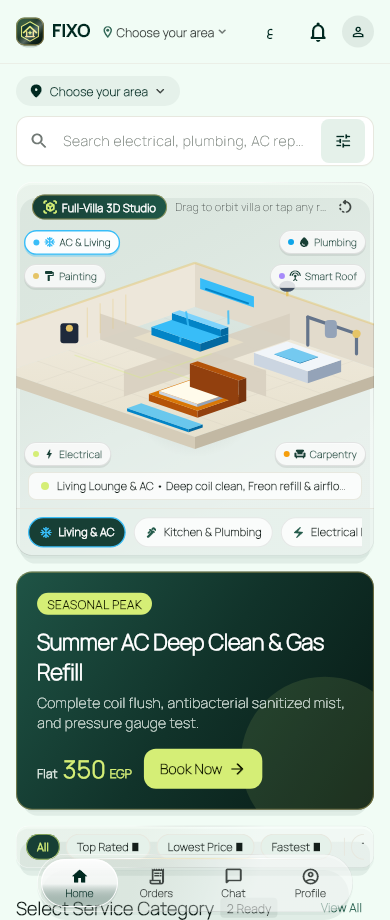 FIXO
Choose your area
ع
Choose your area
Search electrical, plumbing, AC rep...
Full-Villa 3D Studio
Drag to orbit villa or tap any r...
AC & Living
Plumbing
Painting
Smart Roof
Electrical
Carpentry
Living Lounge & AC • Deep coil clean, Freon refill & airflo...
Living & AC
Kitchen & Plumbing
Electrical
SEASONAL PEAK
Summer AC Deep Clean & Gas
Refill
Complete coil flush, antibacterial sanitized mist,
and pressure gauge test.
Flat 350 EGP
Book Now
All
Top Rated
Lowest Price
Fastest
Home
Orders
Chat
Profile
Select Service Category
2 Ready
View All